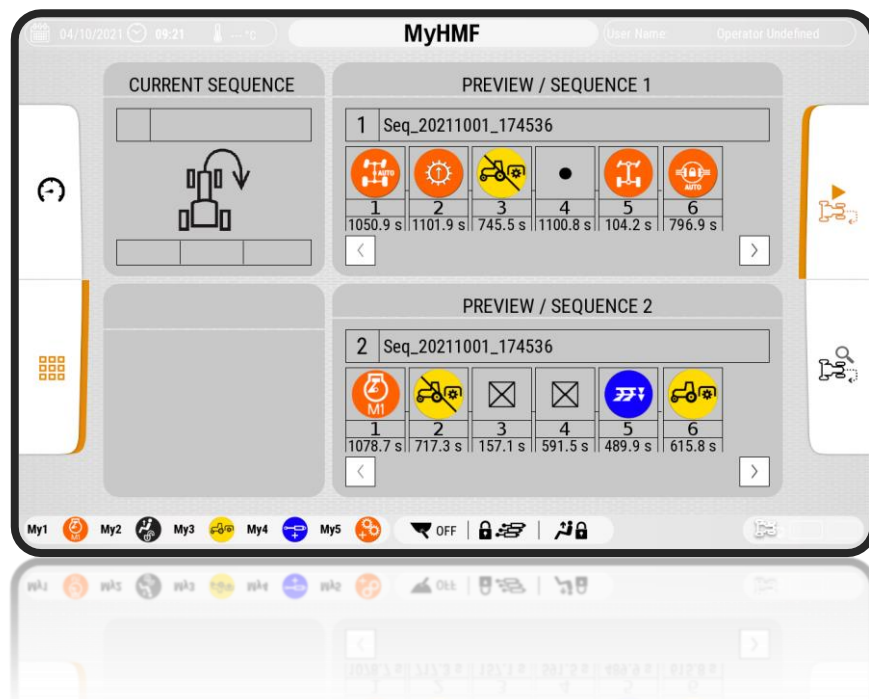 04/10/2021 09:21 --- °C MyHMF User Name: Operator Undefined
CURRENT SEQUENCE
PREVIEW / SEQUENCE 1
1 Seq_20211001_174536
AUTO AUTO
1 2 3 4 5 6
1050.9 s 1101.9 s 745.5 s 1100.8 s 104.2 s 796.9 s
PREVIEW / SEQUENCE 2
2 Seq_20211001_174536
M1
1 2 3 4 5 6
1078.7 s 717.3 s 157.1 s 591.5 s 489.9 s 615.8 s
My1 M1 My2 My3 My4 My5 OFF